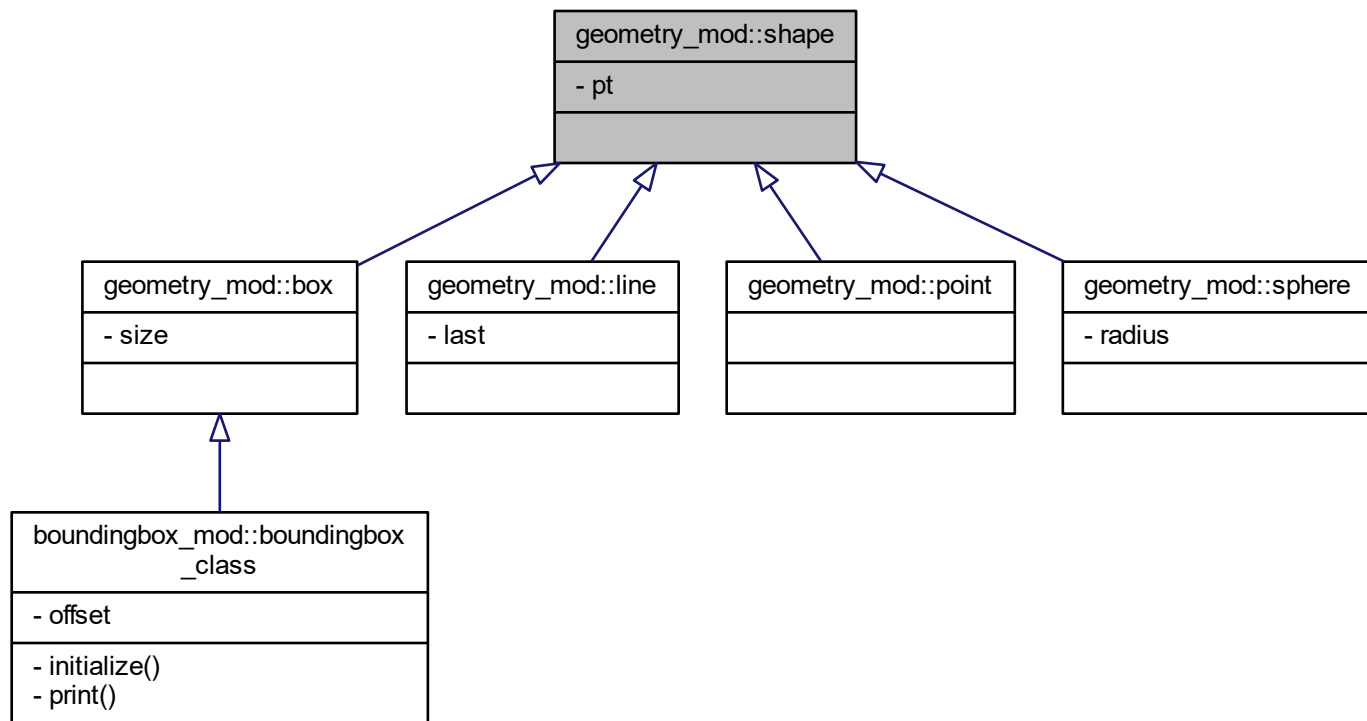 geometry_mod::shape
- pt
geometry_mod::box
- size
geometry_mod::line
- last
geometry_mod::point
geometry_mod::sphere
- radius
boundingbox_mod::boundingbox
_class
- offset
- initialize()
- print()